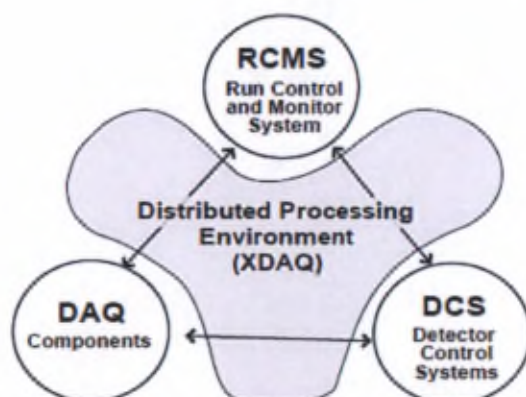 RCMS
Run Control
and Monitor
System
Distributed Processing
Environment
(XDAQ)
DAQ
Components
DCS
Detector
Control
Systems